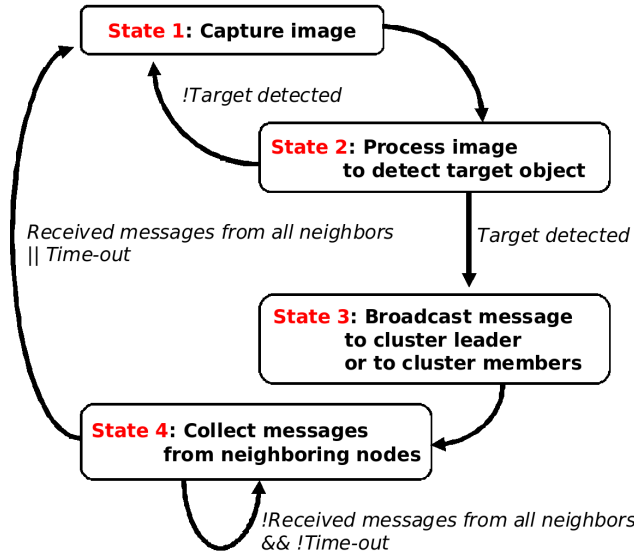 State 1: Capture image
!Target detected
State 2: Process image
to detect target object
Received messages from all neighbors
|| Time-out
Target detected
State 3: Broadcast message
to cluster leader
or to cluster members
State 4: Collect messages
from neighboring nodes
!Received messages from all neighbors
&& !Time-out